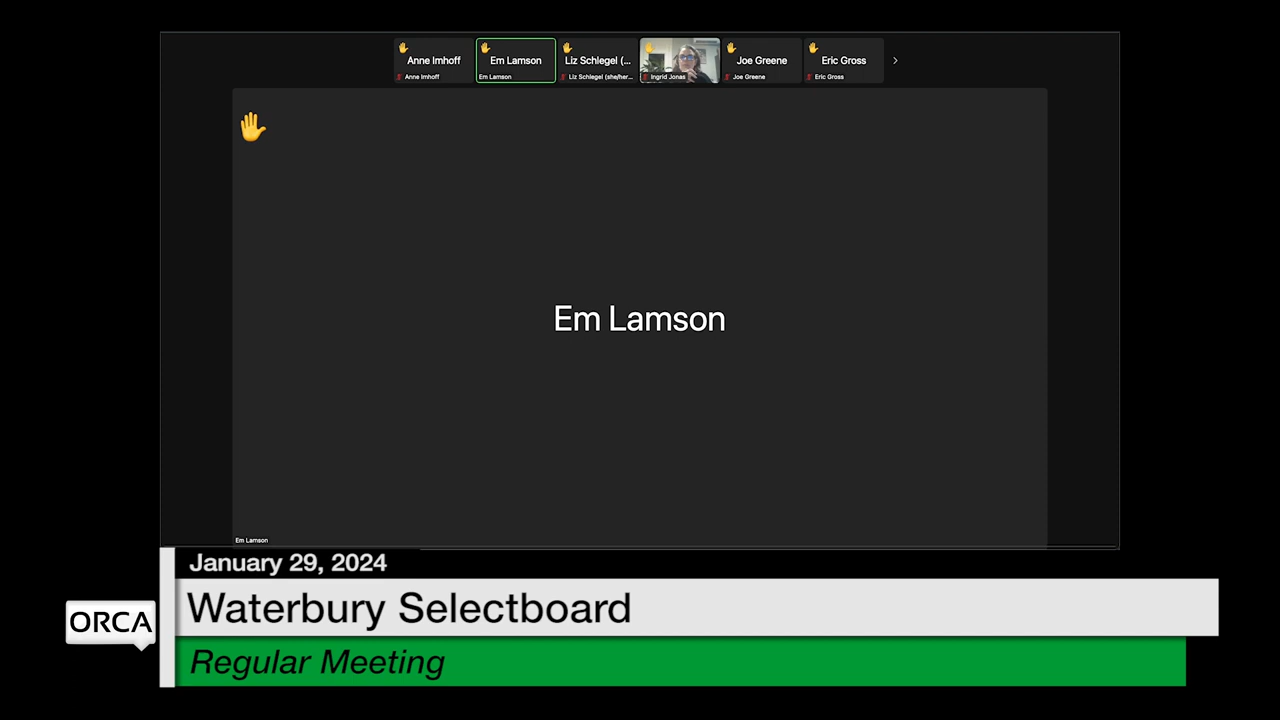 Anne Imhoff
Em Lamson
Liz Schlegel (...
Joe Greene
Eric Gross
Anne Imhoff
Em Lamson
Liz Schlegel (she/her...
Ingrid Jonas
Joe Greene
Eric Gross
Em Lamson
Em Lamson
January 29, 2024
Waterbury Selectboard
ORCA
Regular Meeting